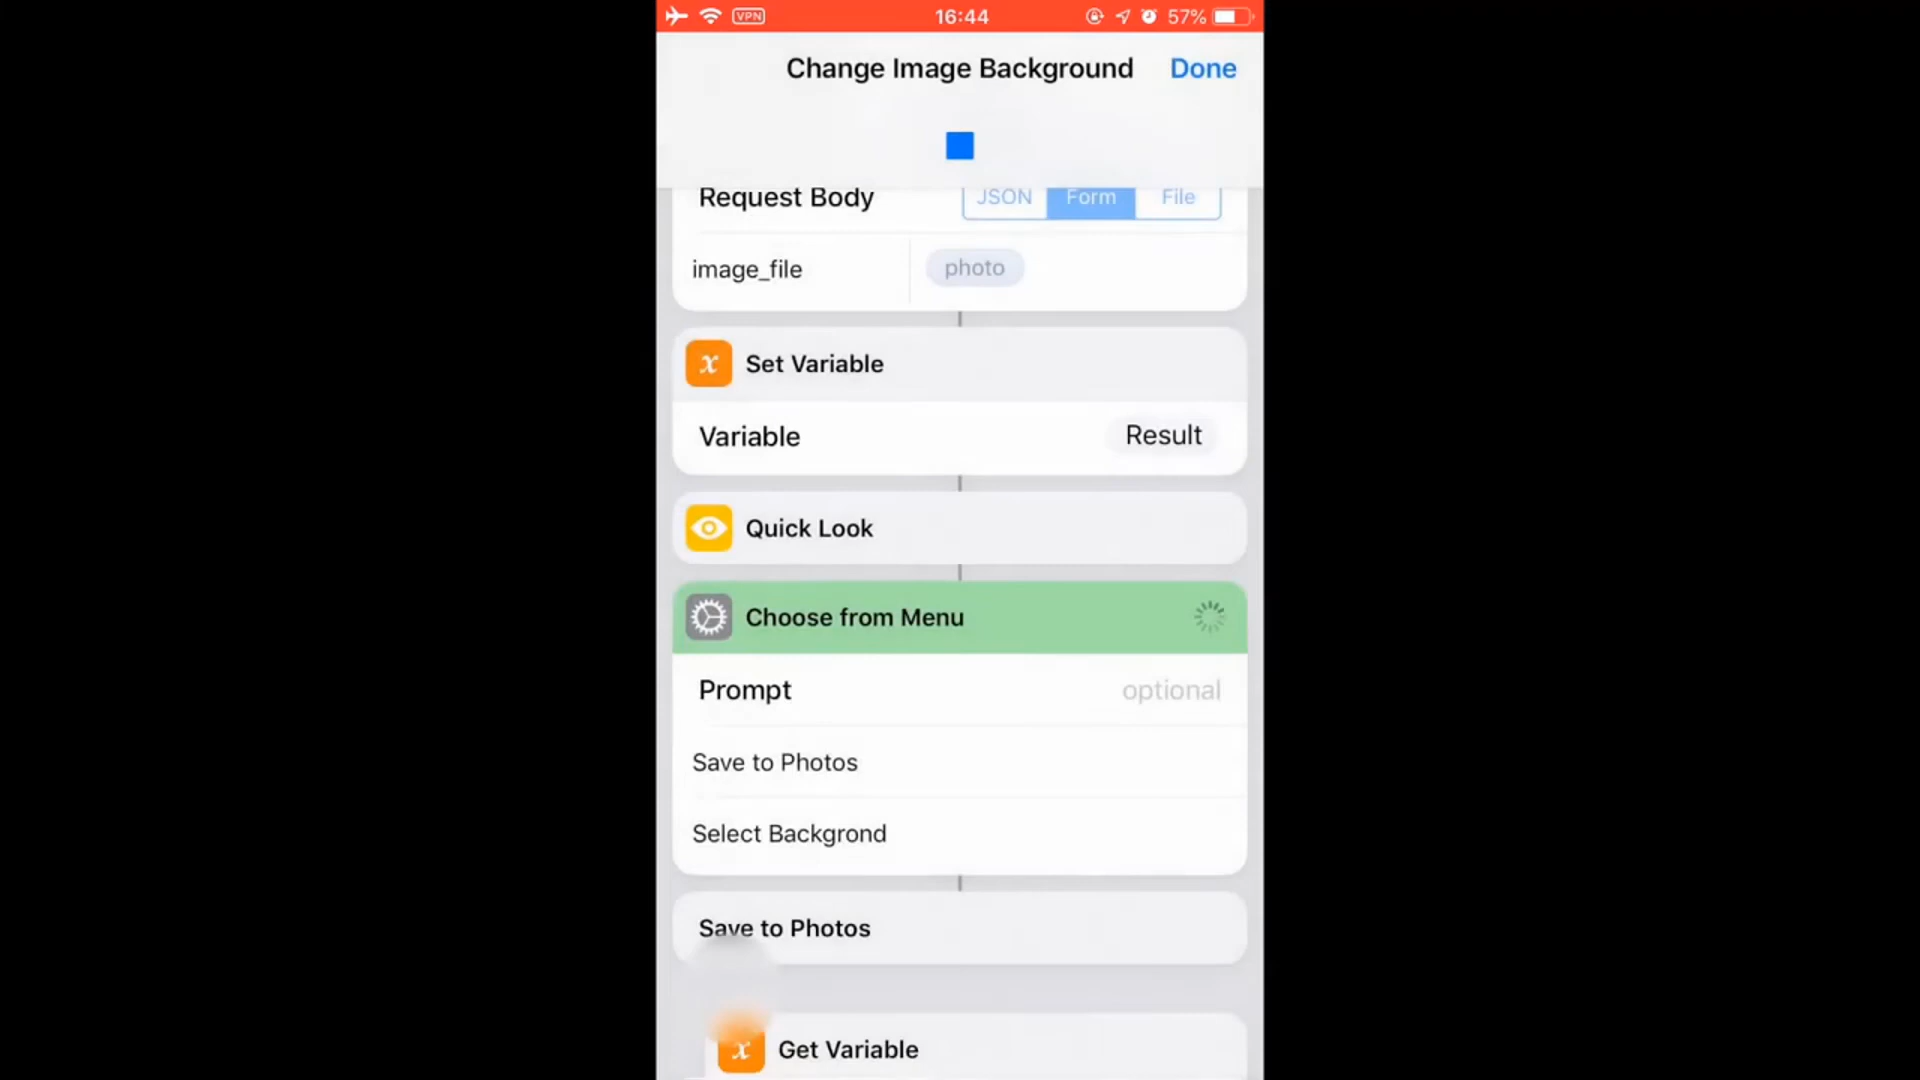 VPN 16:44 57%
Change Image Background Done
Request Body JSON Form File
image_file photo
x Set Variable
Variable Result
Quick Look
Choose from Menu
Prompt optional
Save to Photos
Select Backgrond
Save to Photos
x Get Variable